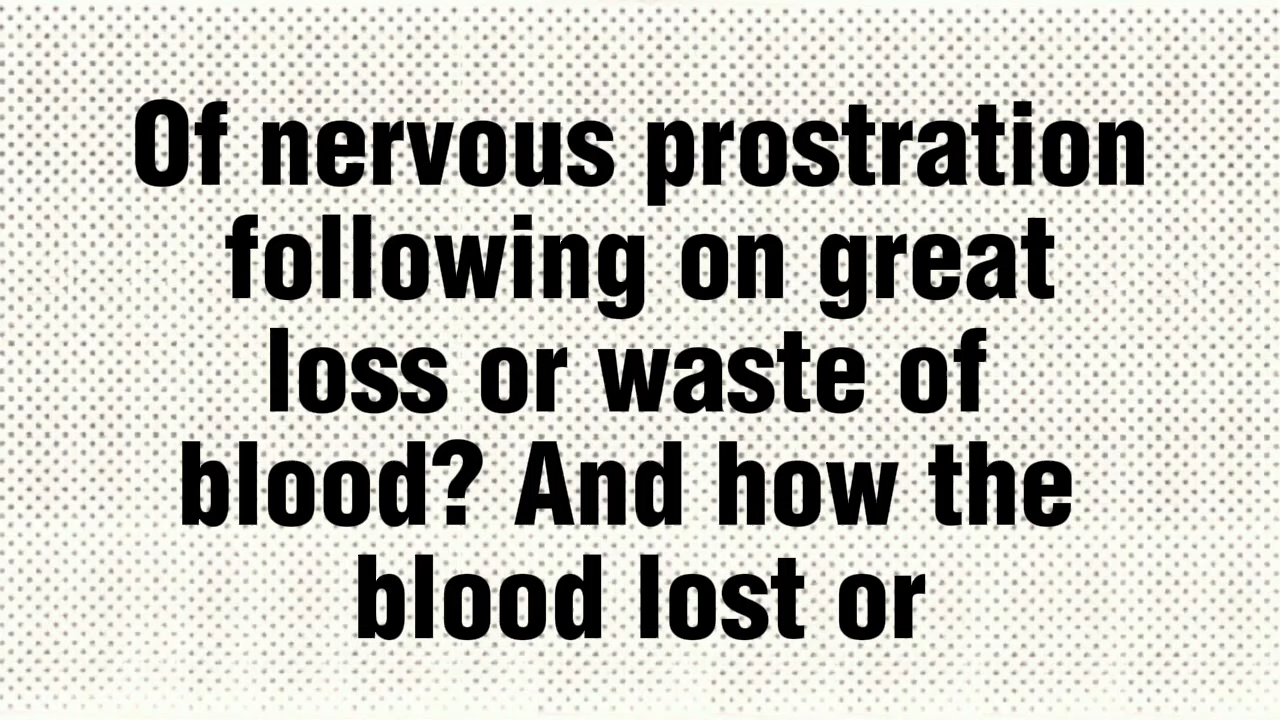 Of nervous prostration
following on great
loss or waste of
blood? And how the
blood lost or